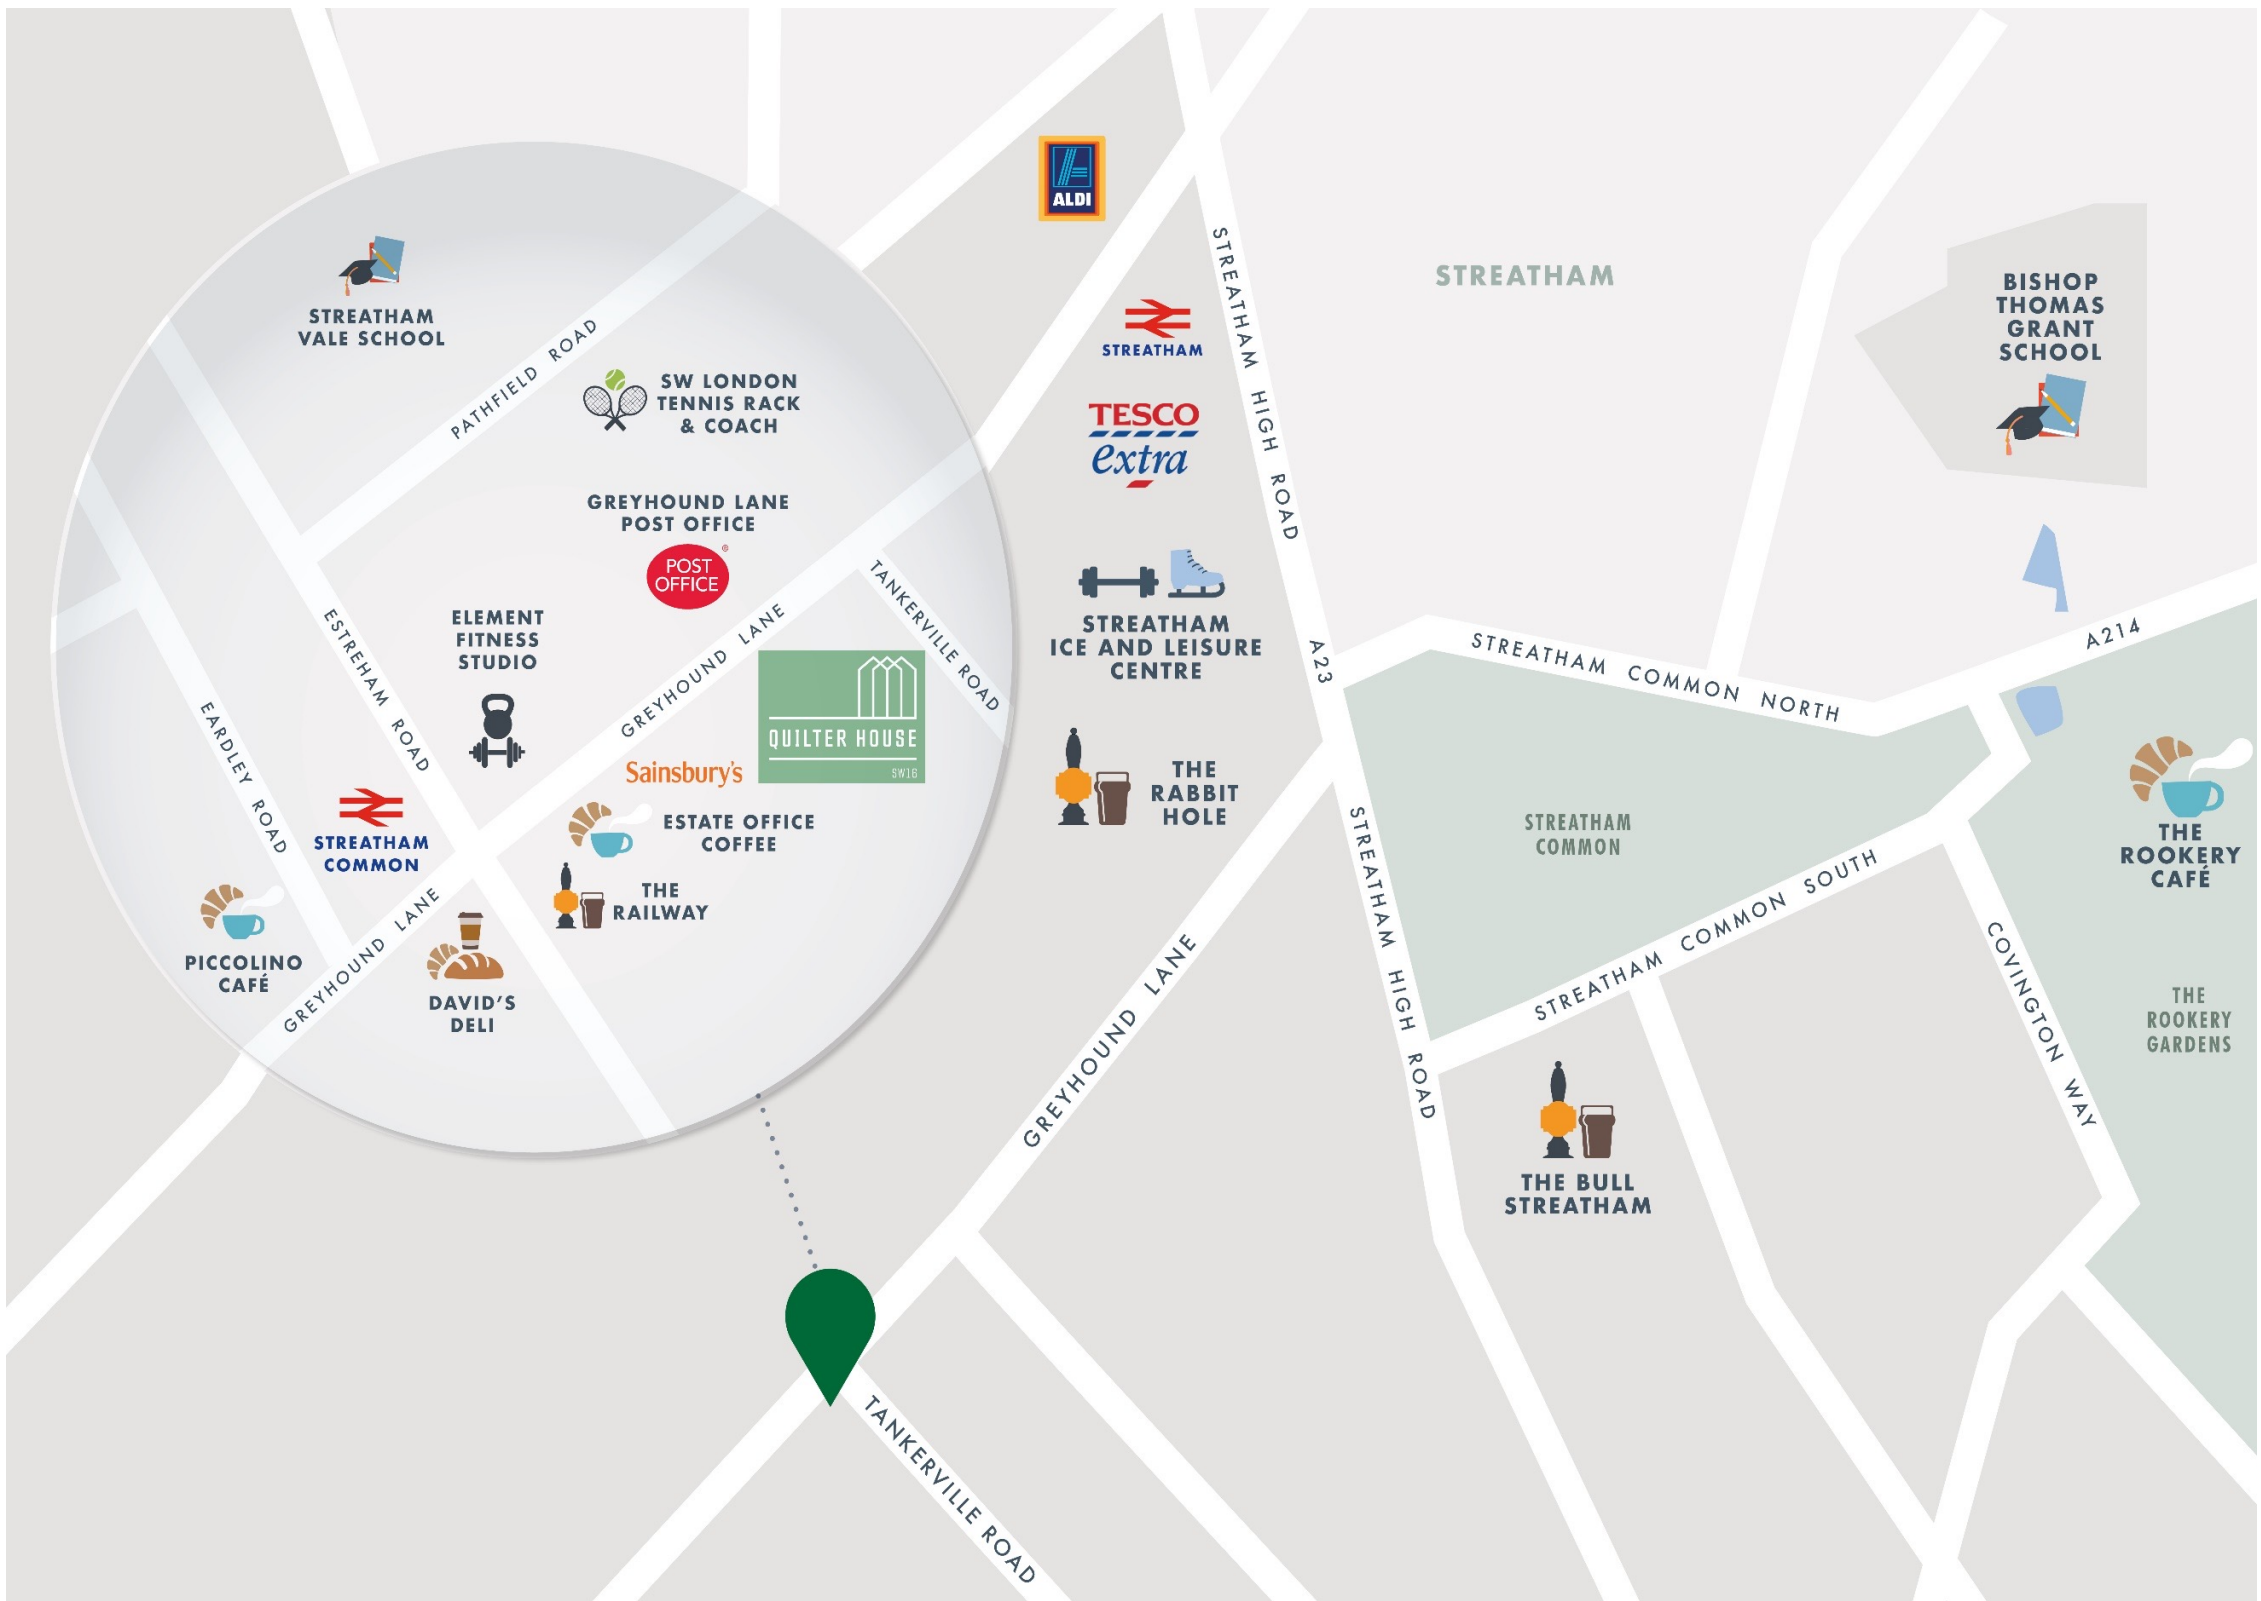 ALDI
STREATHAM
VALE SCHOOL
PATHFIELD ROAD
SW LONDON
TENNIS RACK
& COACH
GREYHOUND LANE
POST OFFICE
POST
OFFICE
®
ELEMENT
FITNESS
STUDIO
ESTREHAM ROAD
EARDLEY ROAD
GREYHOUND LANE
TANKERVILLE ROAD
QUILTER HOUSE
SW16
Sainsbury's
STREATHAM
COMMON
ESTATE OFFICE
COFFEE
THE
RAILWAY
PICCOLINO
CAFÉ
GREYHOUND LANE
DAVID'S
DELI
STREATHAM HIGH ROAD
STREATHAM
TESCO
extra
STREATHAM
ICE AND LEISURE
CENTRE
A23
THE
RABBIT
HOLE
STREATHAM
BISHOP
THOMAS
GRANT
SCHOOL
A214
STREATHAM COMMON NORTH
STREATHAM
COMMON
STREATHAM HIGH ROAD
STREATHAM COMMON SOUTH
THE
ROOKERY
CAFÉ
COVINGTON WAY
THE
ROOKERY
GARDENS
GREYHOUND LANE
THE BULL
STREATHAM
TANKERVILLE ROAD